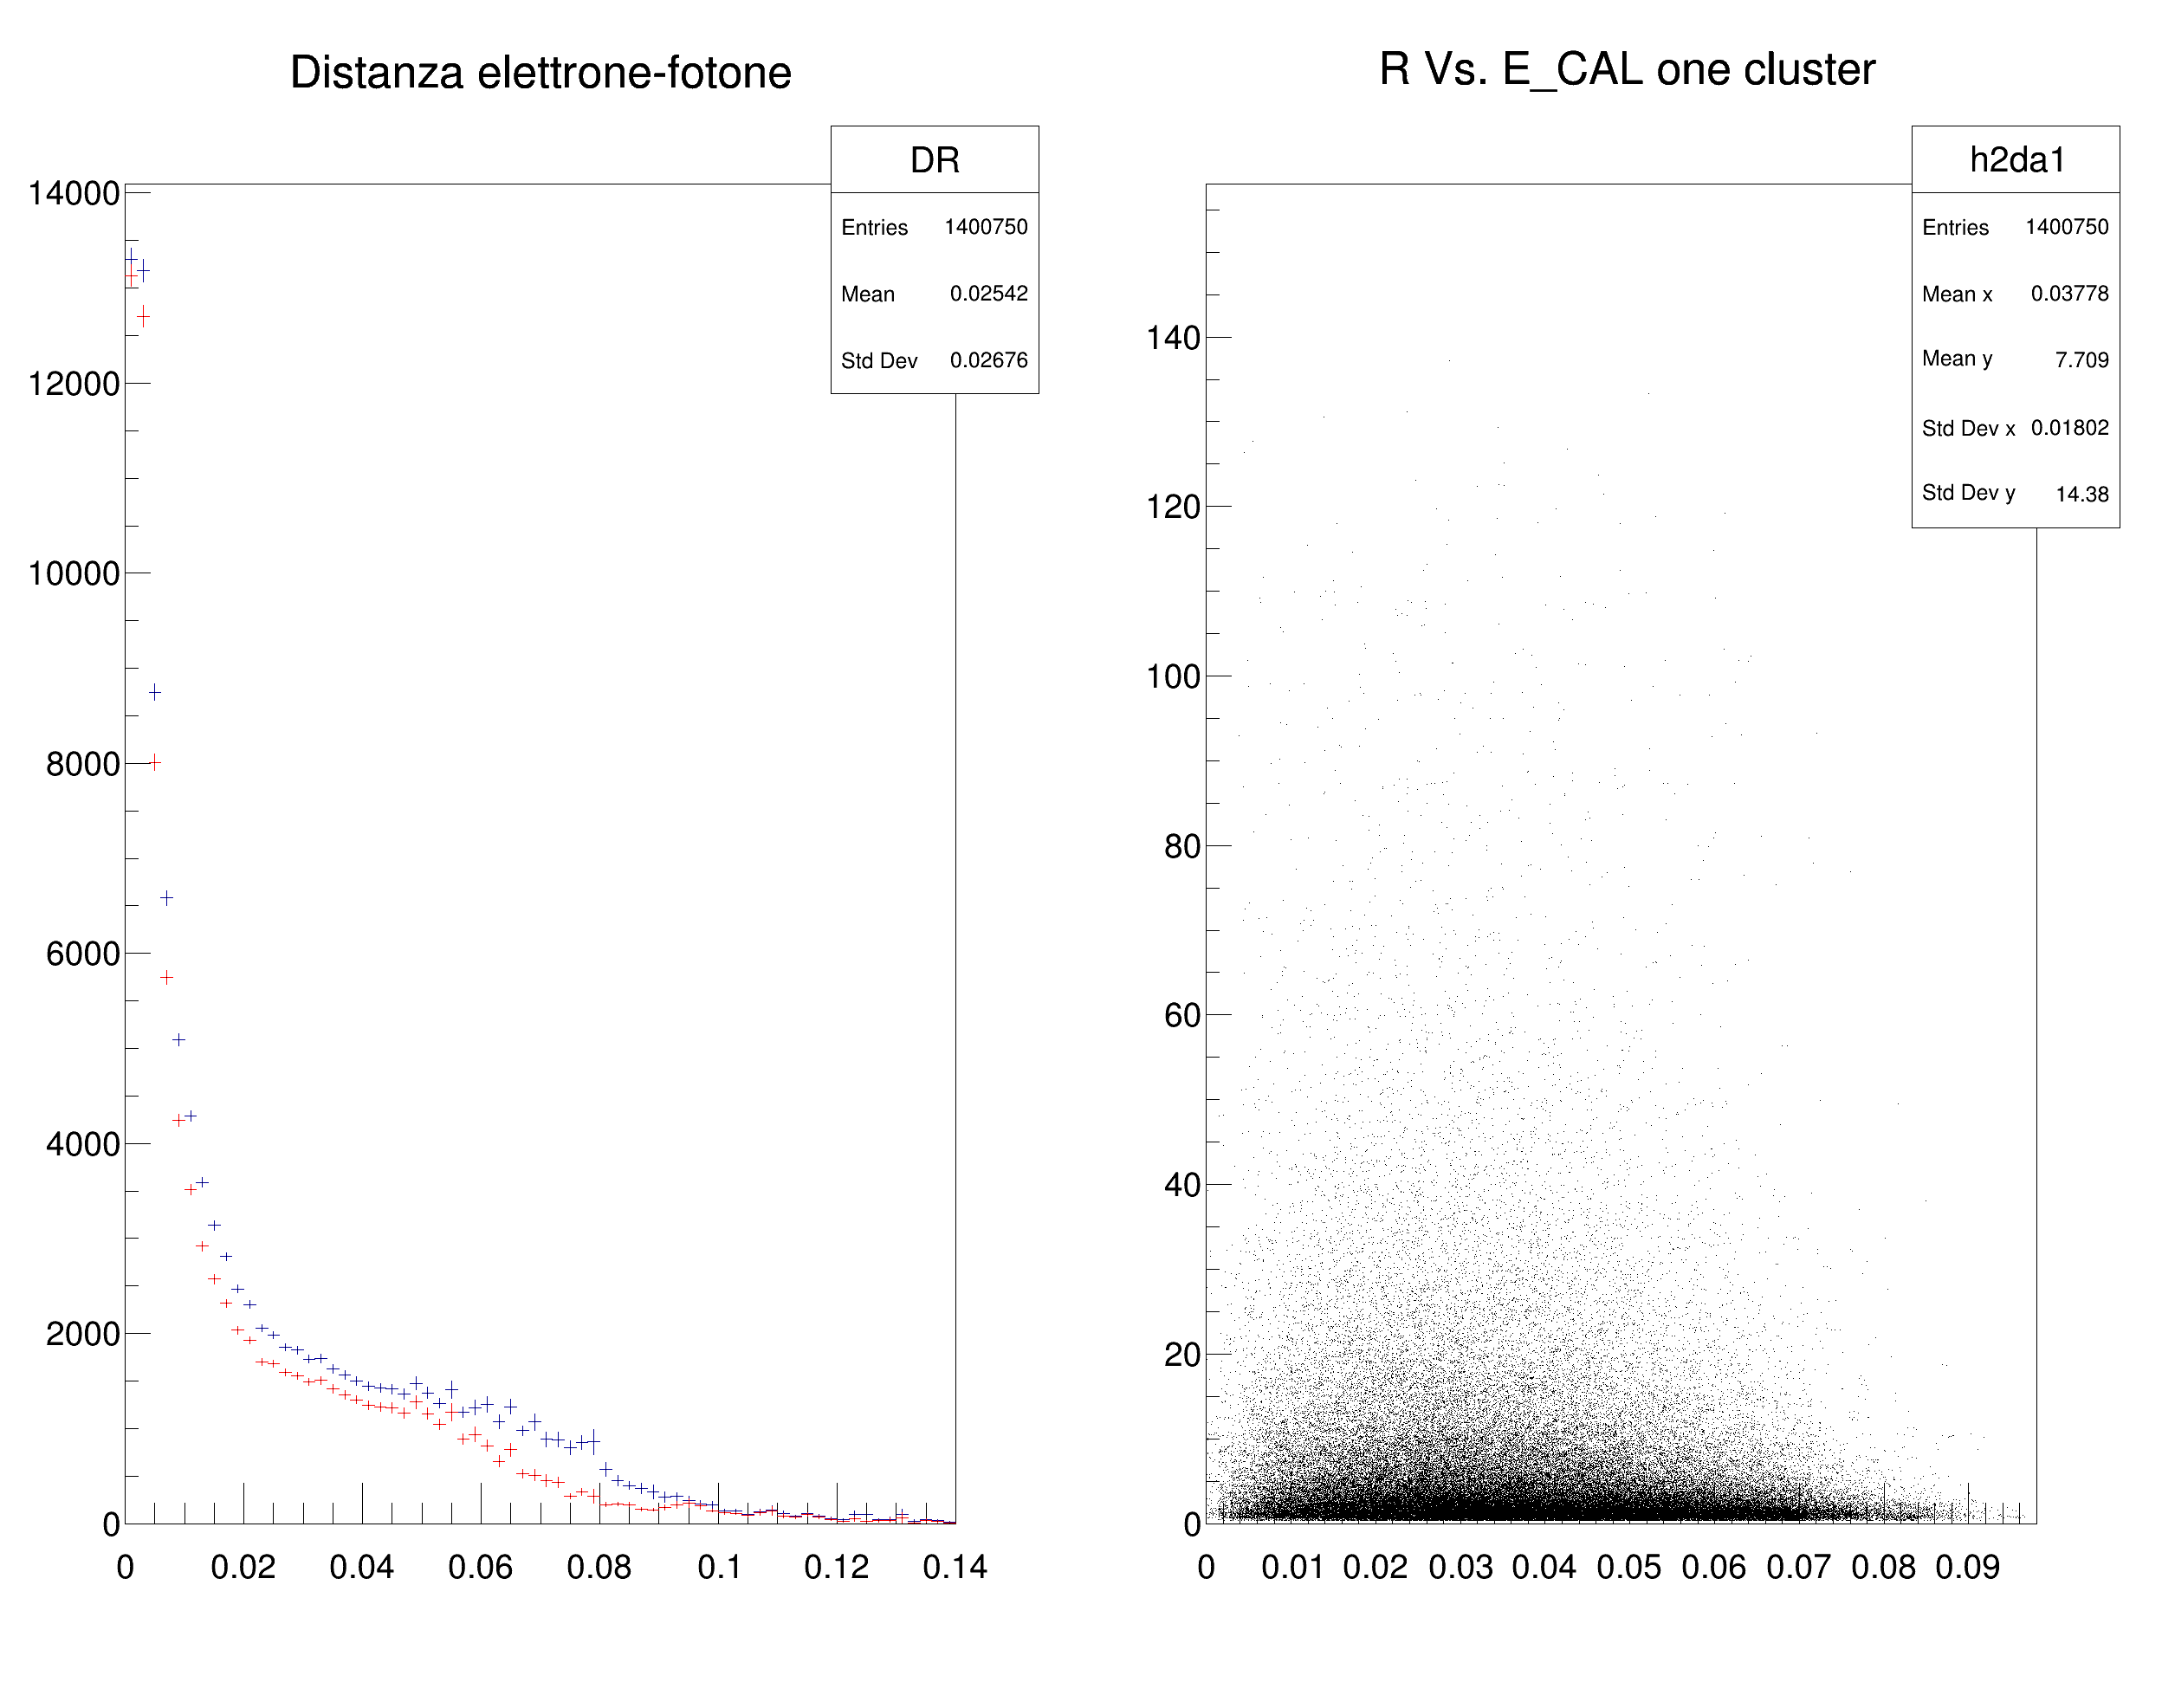 Distanza elettrone-fotone
DR
Entries 1400750
Mean 0.02542
Std Dev 0.02676
14000
12000
10000
8000
6000
4000
2000
0
0 0.02 0.04 0.06 0.08 0.1 0.12 0.14
R Vs. E_CAL one cluster
h2da1
Entries 1400750
Mean x 0.03778
Mean y 7.709
Std Dev x 0.01802
Std Dev y 14.38
140
120
100
80
60
40
20
0
0 0.01 0.02 0.03 0.04 0.05 0.06 0.07 0.08 0.09